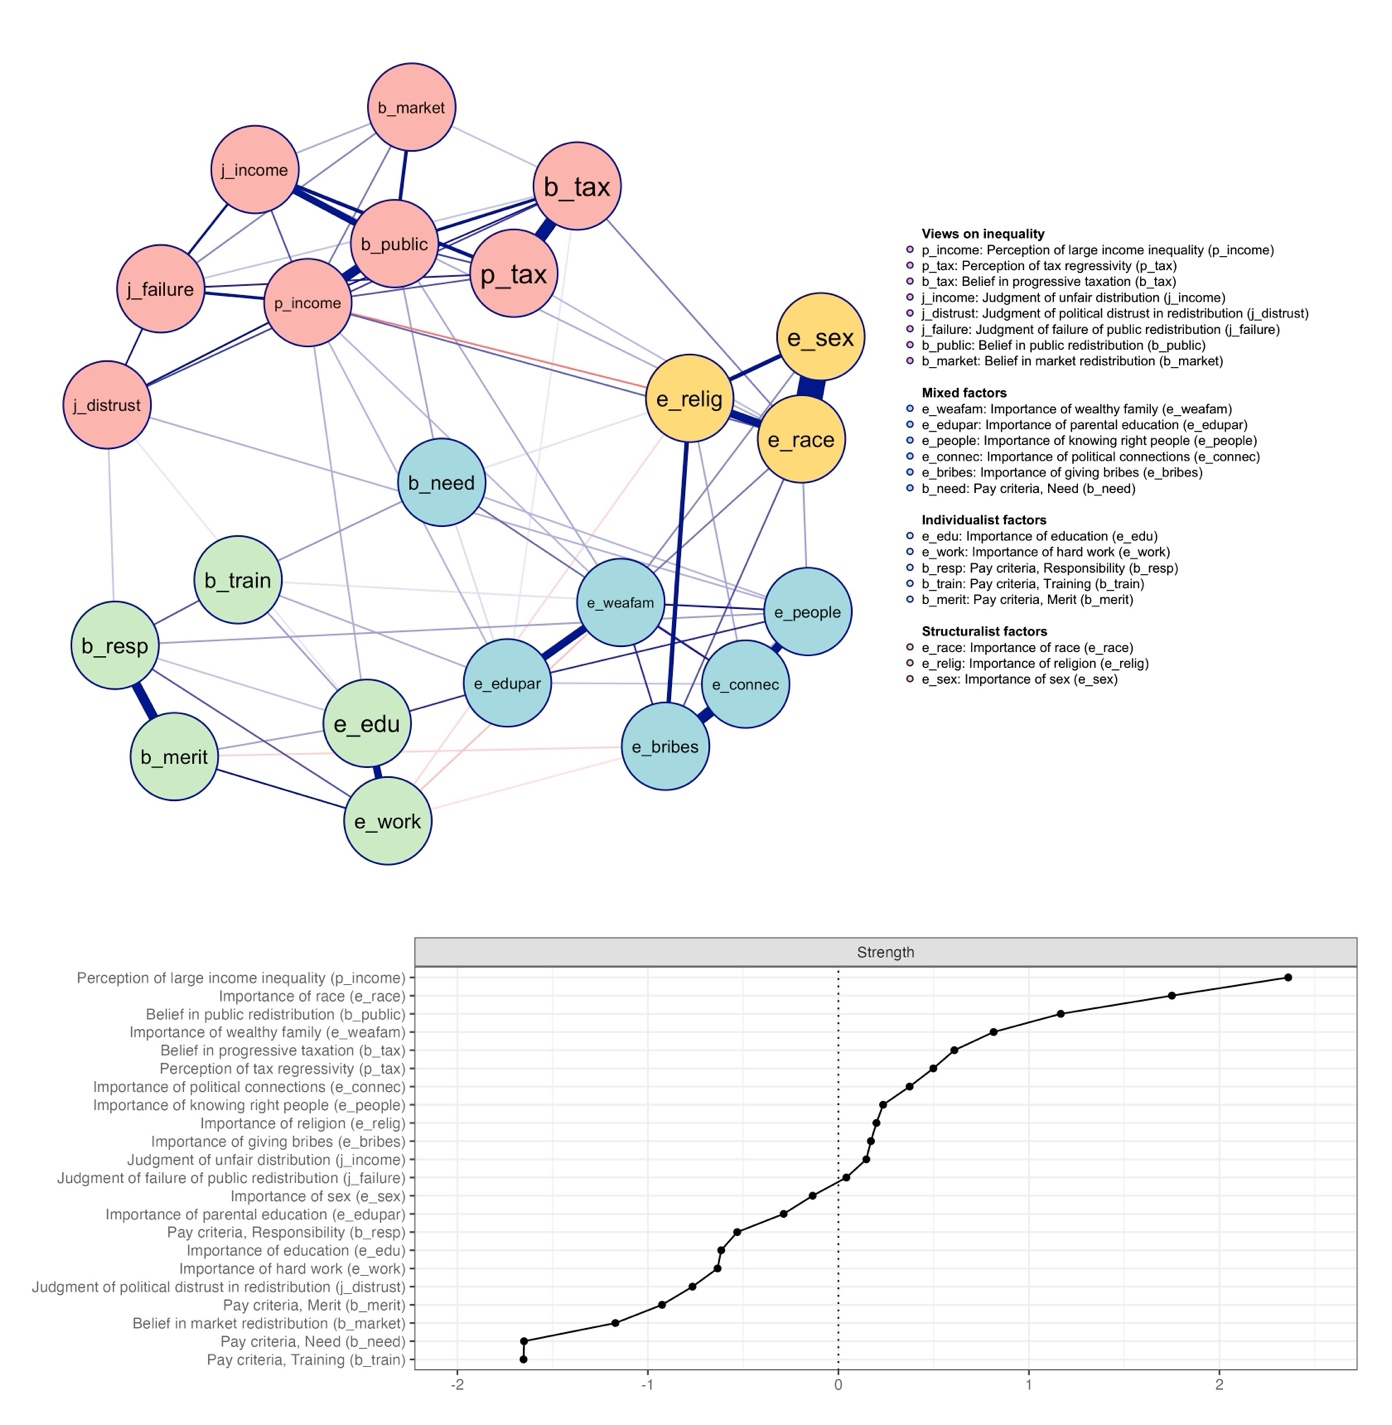 b_market
j_income
b_tax
b_public
p_tax
j_failure
p_income
e_sex
j_distrust
e_relig
e_race
b_need
b_train
e_weafam
e_people
b_resp
e_edupar
e_connec
e_edu
b_merit
e_bribes
e_work
Views on inequality
p_income: Perception of large income inequality (p_income)
p_tax: Perception of tax regressivity (p_tax)
b_tax: Belief in progressive taxation (b_tax)
j_income: Judgment of unfair distribution (j_income)
j_distrust: Judgment of political distrust in redistribution (j_distrust)
j_failure: Judgment of failure of public redistribution (j_failure)
b_public: Belief in public redistribution (b_public)
b_market: Belief in market redistribution (b_market)
Mixed factors
e_weafam: Importance of wealthy family (e_weafam)
e_edupar: Importance of parental education (e_edupar)
e_people: Importance of knowing right people (e_people)
e_connec: Importance of political connections (e_connec)
e_bribes: Importance of giving bribes (e_bribes)
b_need: Pay criteria, Need (b_need)
Individualist factors
e_edu: Importance of education (e_edu)
e_work: Importance of hard work (e_work)
b_resp: Pay criteria, Responsibility (b_resp)
b_train: Pay criteria, Training (b_train)
b_merit: Pay criteria, Merit (b_merit)
Structuralist factors
e_race: Importance of race (e_race)
e_relig: Importance of religion (e_relig)
e_sex: Importance of sex (e_sex)
Strength
Perception of large income inequality (p_income)
Importance of race (e_race)
Belief in public redistribution (b_public)
Importance of wealthy family (e_weafam)
Belief in progressive taxation (b_tax)
Perception of tax regressivity (p_tax)
Importance of political connections (e_connec)
Importance of knowing right people (e_people)
Importance of religion (e_relig)
Importance of giving bribes (e_bribes)
Judgment of unfair distribution (j_income)
Judgment of failure of public redistribution (j_failure)
Importance of sex (e_sex)
Importance of parental education (e_edupar)
Pay criteria, Responsibility (b_resp)
Importance of education (e_edu)
Importance of hard work (e_work)
Judgment of political distrust in redistribution (j_distrust)
Pay criteria, Merit (b_merit)
Belief in market redistribution (b_market)
Pay criteria, Need (b_need)
Pay criteria, Training (b_train)
-2 -1 0 1 2